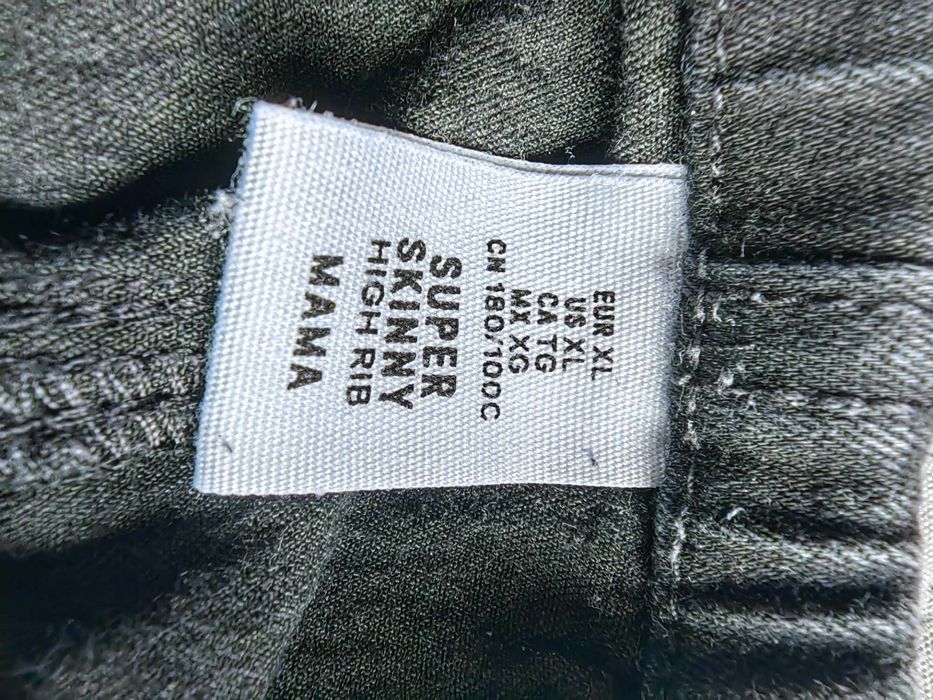 EUR XL
US XL
CA TG
MX XG
CN 180/100C
SUPER
SKINNY
HIGH RIB
MAMA